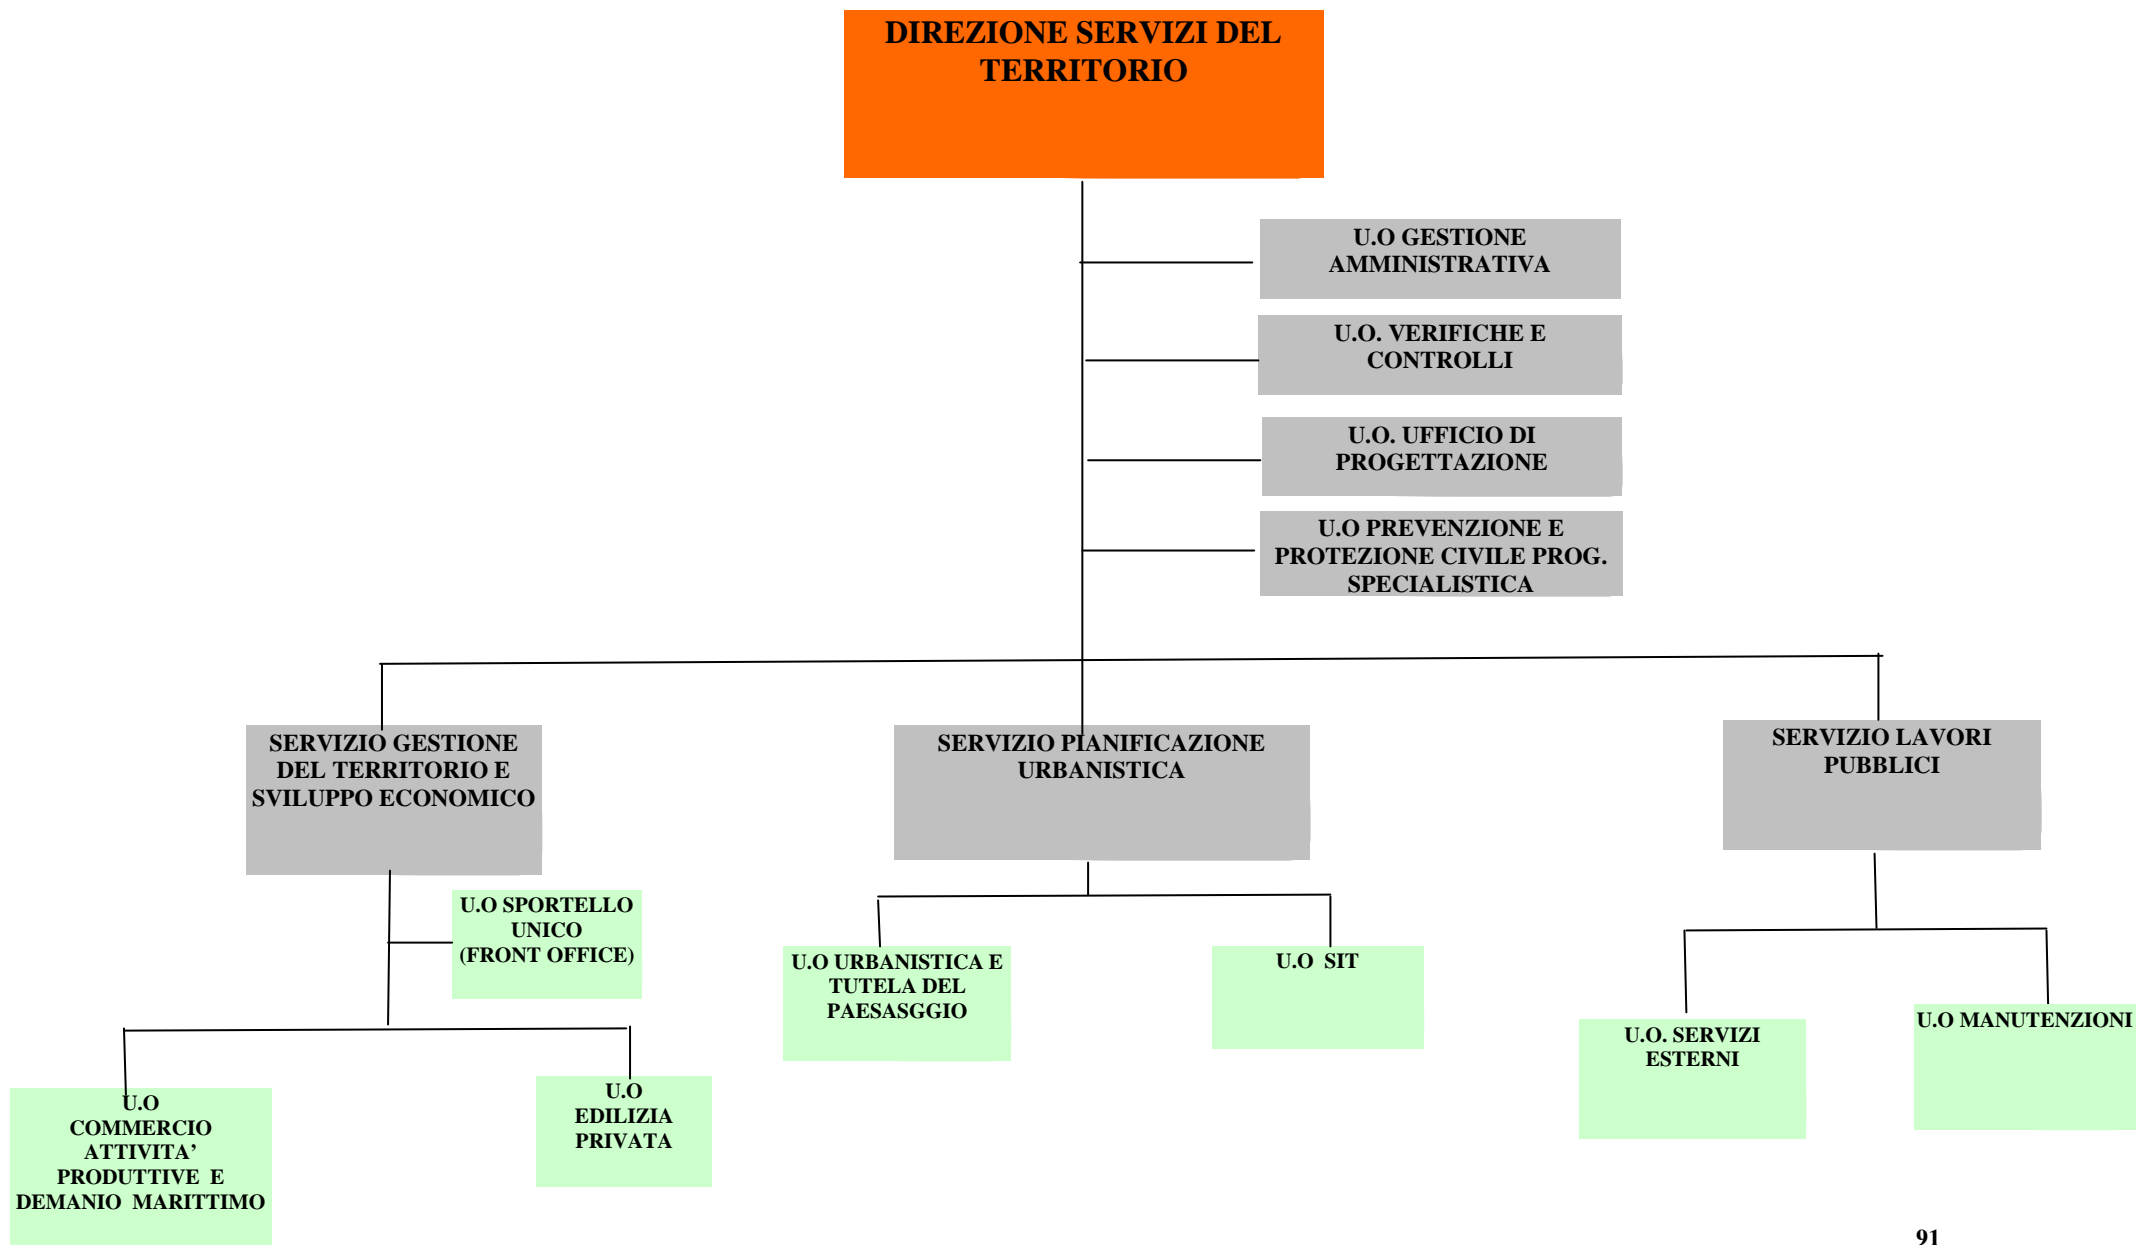 DIREZIONE SERVIZI DEL
TERRITORIO
U.O GESTIONE
AMMINISTRATIVA
U.O. VERIFICHE E
CONTROLLI
U.O. UFFICIO DI
PROGETTAZIONE
U.O PREVENZIONE E
PROTEZIONE CIVILE PROG.
SPECIALISTICA
SERVIZIO GESTIONE
DEL TERRITORIO E
SVILUPPO ECONOMICO
SERVIZIO PIANIFICAZIONE
URBANISTICA
SERVIZIO LAVORI
PUBBLICI
U.O SPORTELLO
UNICO
(FRONT OFFICE)
U.O URBANISTICA E
TUTELA DEL
PAESASGGIO
U.O SIT
U.O. SERVIZI
ESTERNI
U.O MANUTENZIONI
U.O
COMMERCIO
ATTIVITA’
PRODUTTIVE E
DEMANIO MARITTIMO
U.O
EDILIZIA
PRIVATA
91